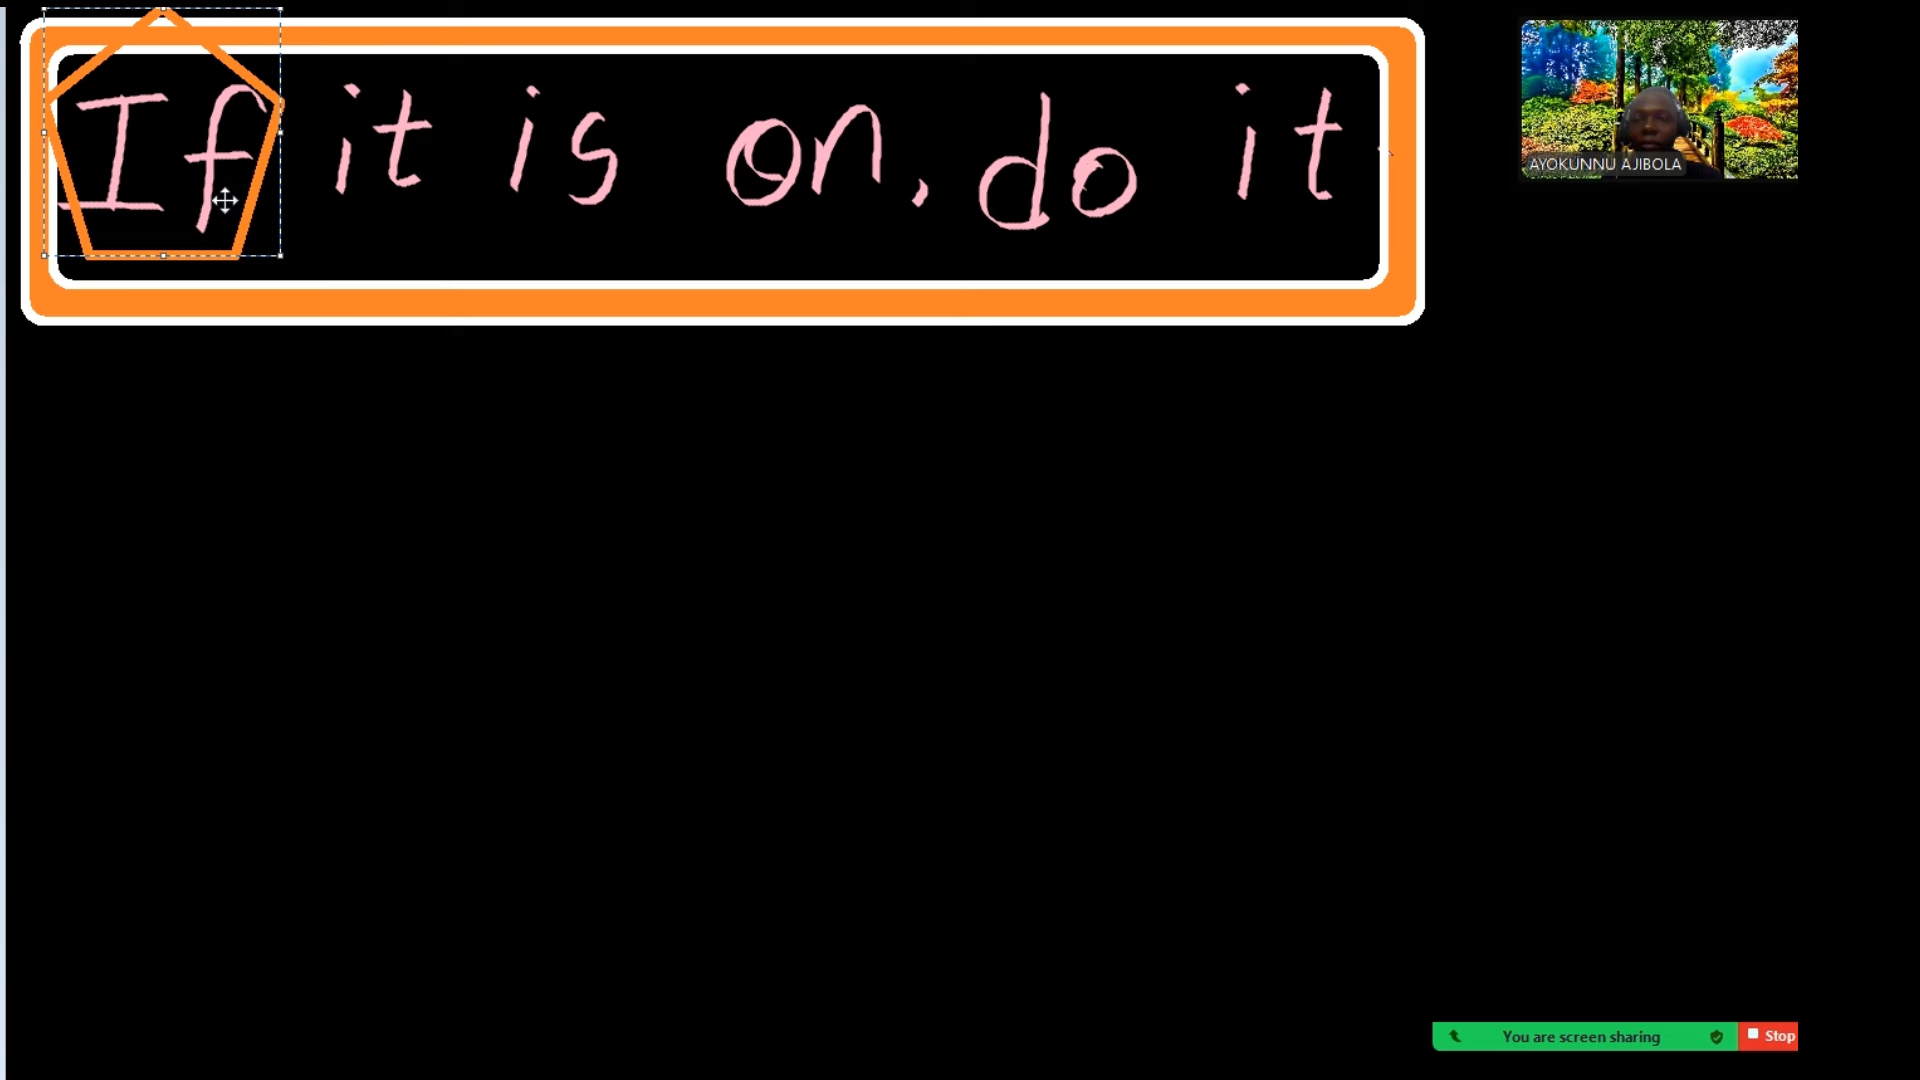 If it is on, do it
AYOKUNNU AJIBOLA
You are screen sharing
Stop